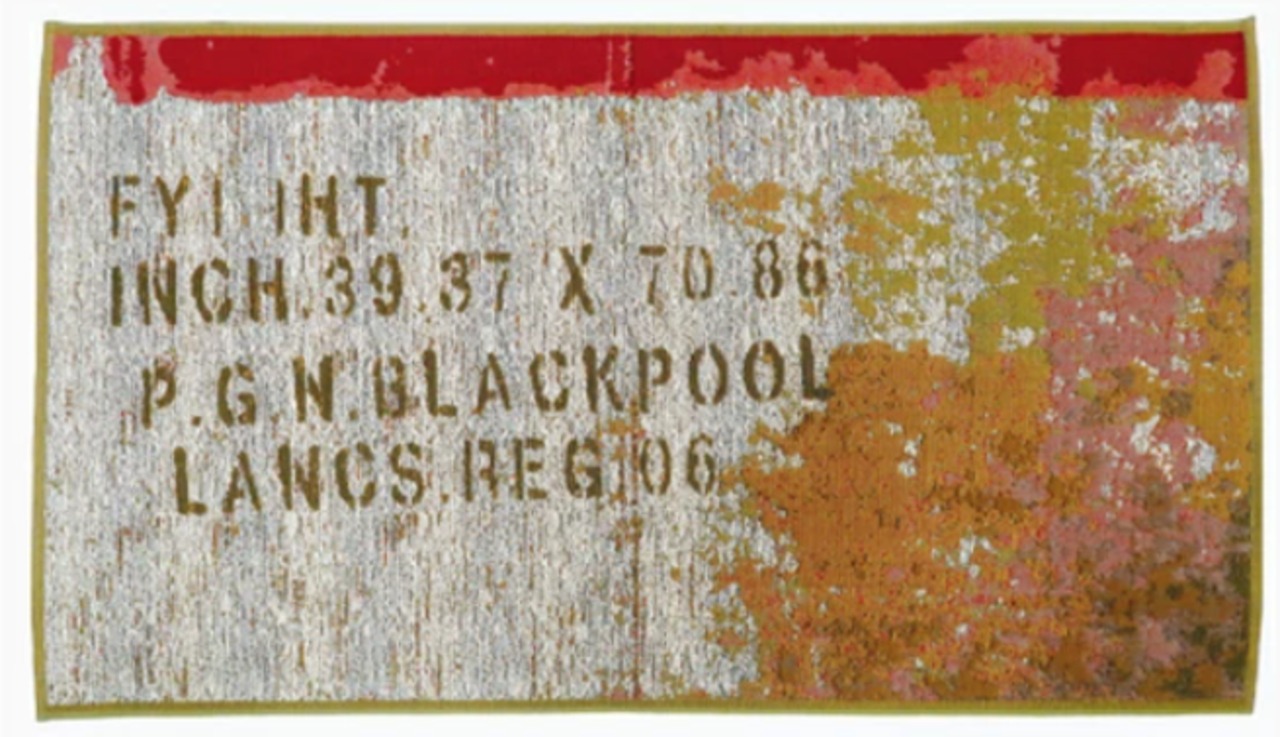 FYI IHT.
INCH.39.37 X 70.86
P.G.N.BLACKPOOL
LANCS.REG.06